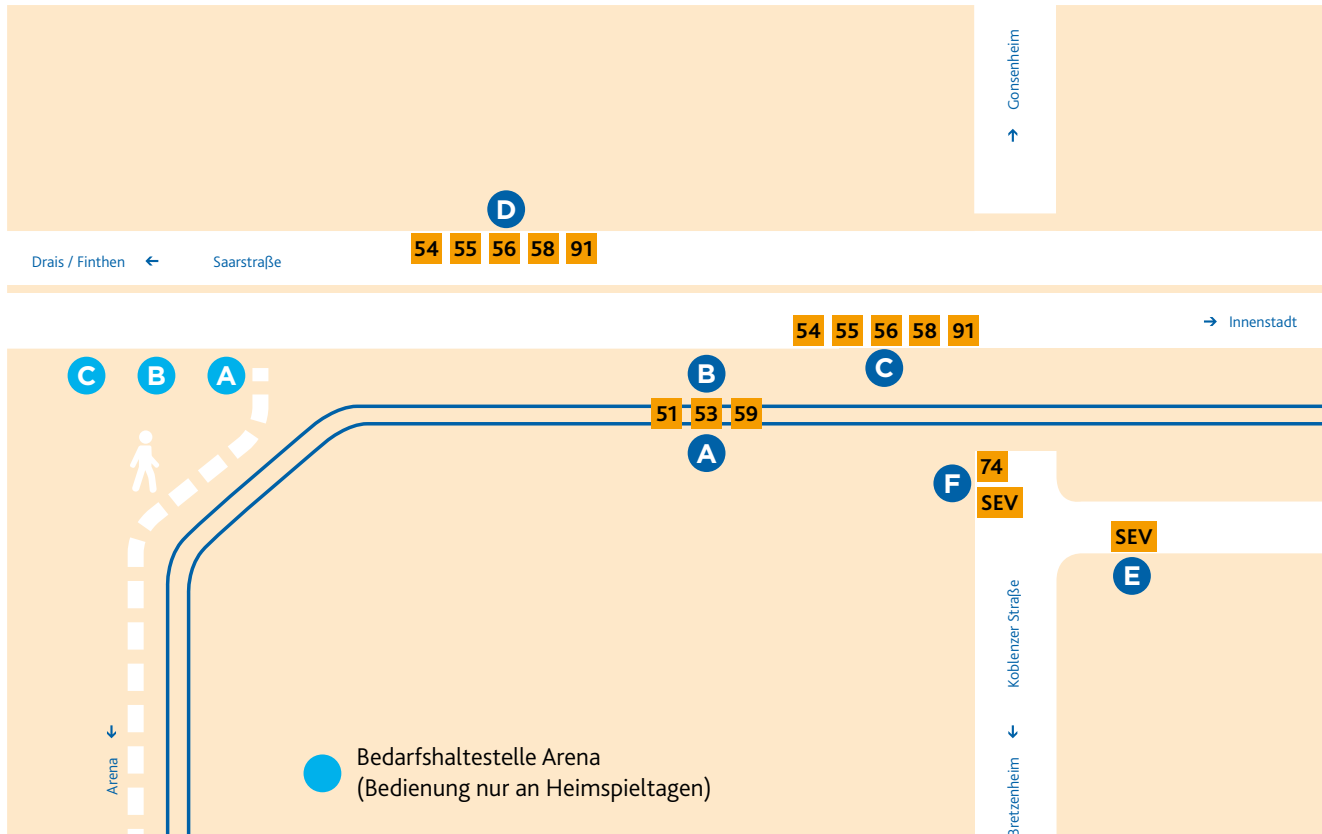 Gonsenheim
↑
D
54 55 56 58 91
Drais / Finthen ← Saarstraße
54 55 56 58 91
→ Innenstadt
C B A
B
C
51 53 59
A
F
74
SEV
SEV
E
Koblenzer Straße
↓
Bretzenheim
↓
Arena
Bedarfshaltestelle Arena
(Bedienung nur an Heimspieltagen)